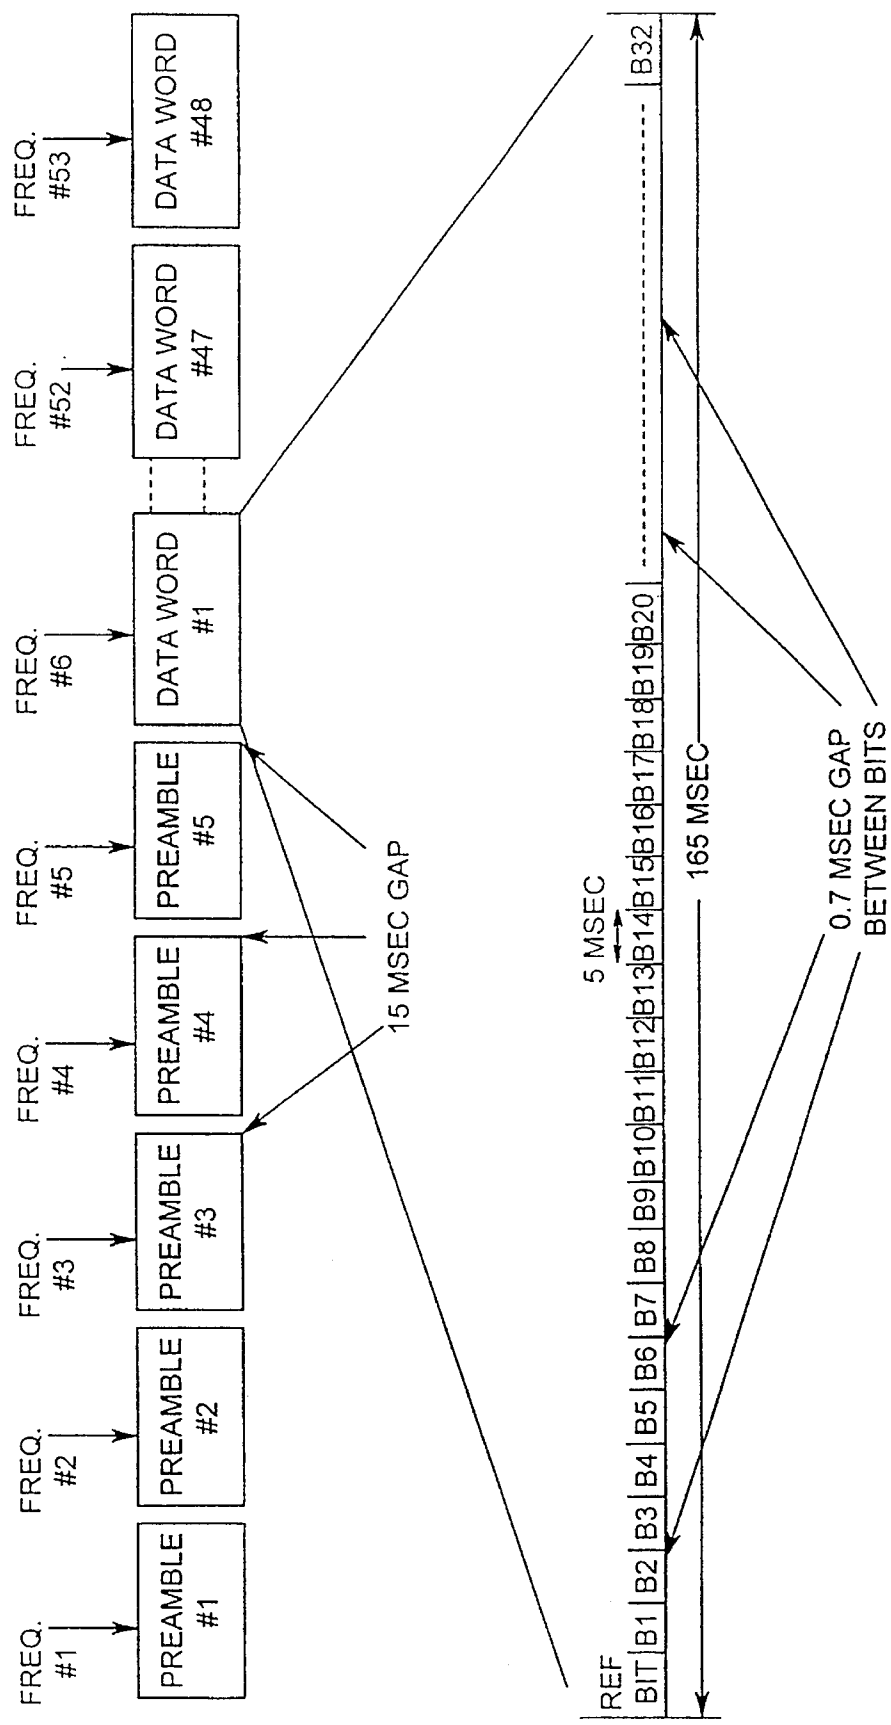 FREQ.
#1
FREQ.
#2
FREQ.
#3
FREQ.
#4
FREQ.
#5
FREQ.
#6
FREQ.
#52
FREQ.
#53
PREAMBLE
#1
PREAMBLE
#2
PREAMBLE
#3
PREAMBLE
#4
PREAMBLE
#5
DATA WORD
#1
DATA WORD
#47
DATA WORD
#48
15 MSEC GAP
5 MSEC
REF
BIT B1 B2 B3 B4 B5 B6 B7 B8 B9 B10 B11 B12 B13 B14 B15 B16 B17 B18 B19 B20 B32
165 MSEC
0.7 MSEC GAP
BETWEEN BITS